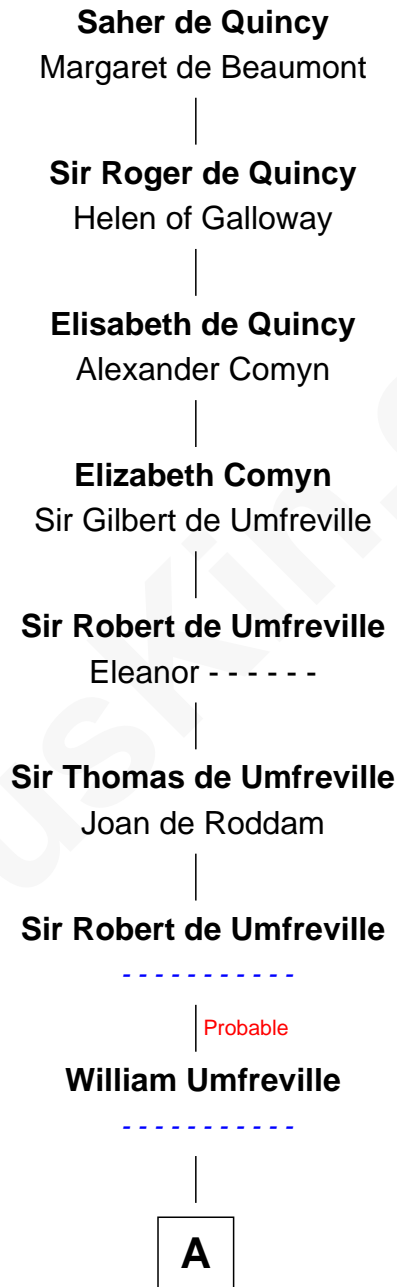 Saher de Quincy
Margaret de Beaumont
Sir Roger de Quincy
Helen of Galloway
Elisabeth de Quincy
Alexander Comyn
Elizabeth Comyn
Sir Gilbert de Umfreville
Sir Robert de Umfreville
Eleanor - - - - - -
Sir Thomas de Umfreville
Joan de Roddam
Sir Robert de Umfreville
- - - - - - - - - - -
Probable
William Umfreville
- - - - - - - - - - -
A